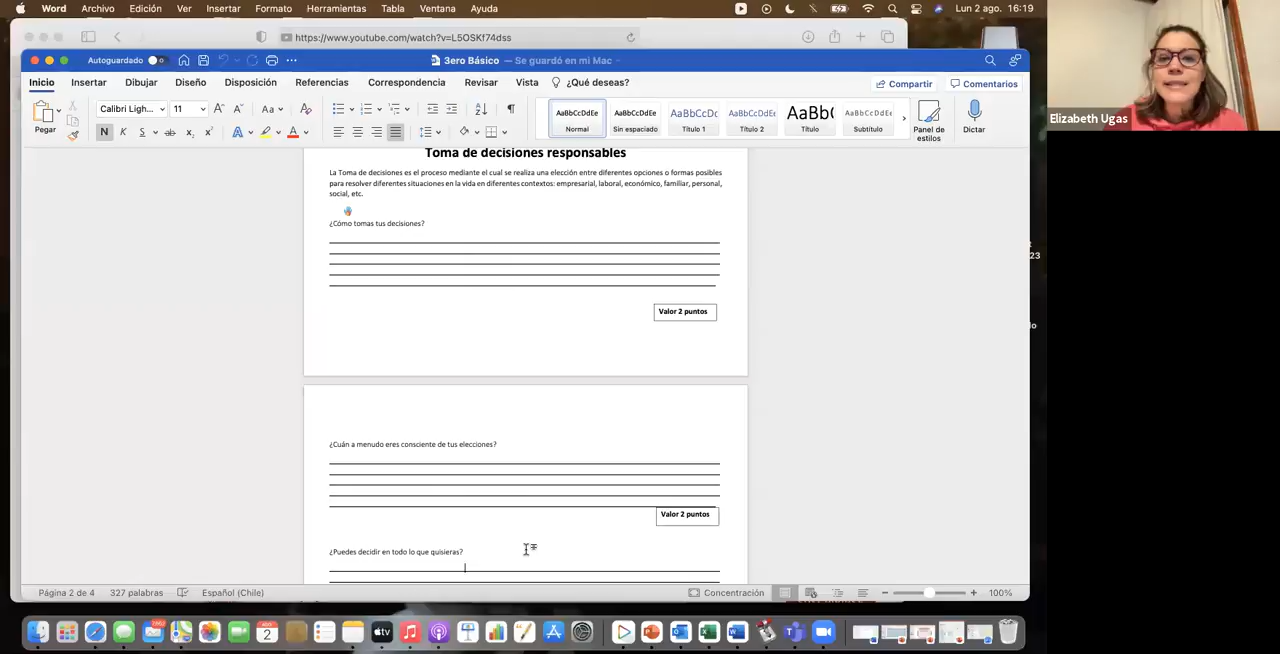 Word Archivo Edición Ver Insertar Formato Herramientas Tabla Ventana Ayuda Lun 2 ago. 16:19
https://www.youtube.com/watch?v=L5OSKf74dss
Autoguardado 3ero Básico — Se guardó en mi Mac
Inicio Insertar Dibujar Diseño Disposición Referencias Correspondencia Revisar Vista ¿Qué deseas? Compartir Comentarios
Pegar Calibri Ligh... 11
AaBbCcDdEe AaBbCcDdEe AaBbCcDc AaBbCcDdEe AaBb( AaBbCcDdEe
Normal Sin espaciado Título 1 Título 2 Título Subtítulo Panel de estilos Dictar
Elizabeth Ugas
Toma de decisiones responsables
La Toma de decisiones es el proceso mediante el cual se realiza una elección entre diferentes opciones o formas posibles
para resolver diferentes situaciones en la vida en diferentes contextos: empresarial, laboral, económico, familiar, personal,
social, etc.
¿Cómo tomas tus decisiones?
Valor 2 puntos
¿Cuán a menudo eres consciente de tus elecciones?
Valor 2 puntos
¿Puedes decidir en todo lo que quisieras?
Página 2 de 4 327 palabras Español (Chile) Concentración 100%